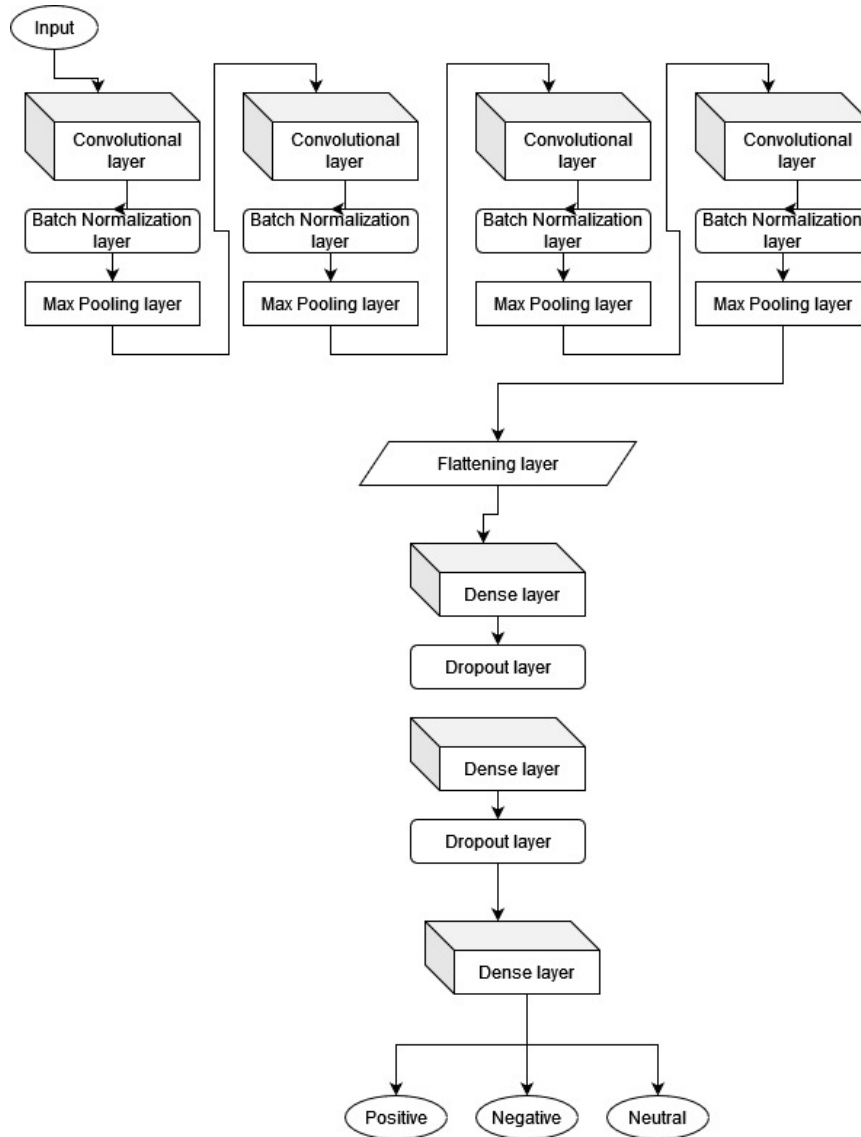 Input
Convolutional
layer
Convolutional
layer
Convolutional
layer
Convolutional
layer
Batch Normalization
layer
Batch Normalization
layer
Batch Normalization
layer
Batch Normalization
layer
Max Pooling layer
Max Pooling layer
Max Pooling layer
Max Pooling layer
Flattening layer
Dense layer
Dropout layer
Dense layer
Dropout layer
Dense layer
Positive
Negative
Neutral